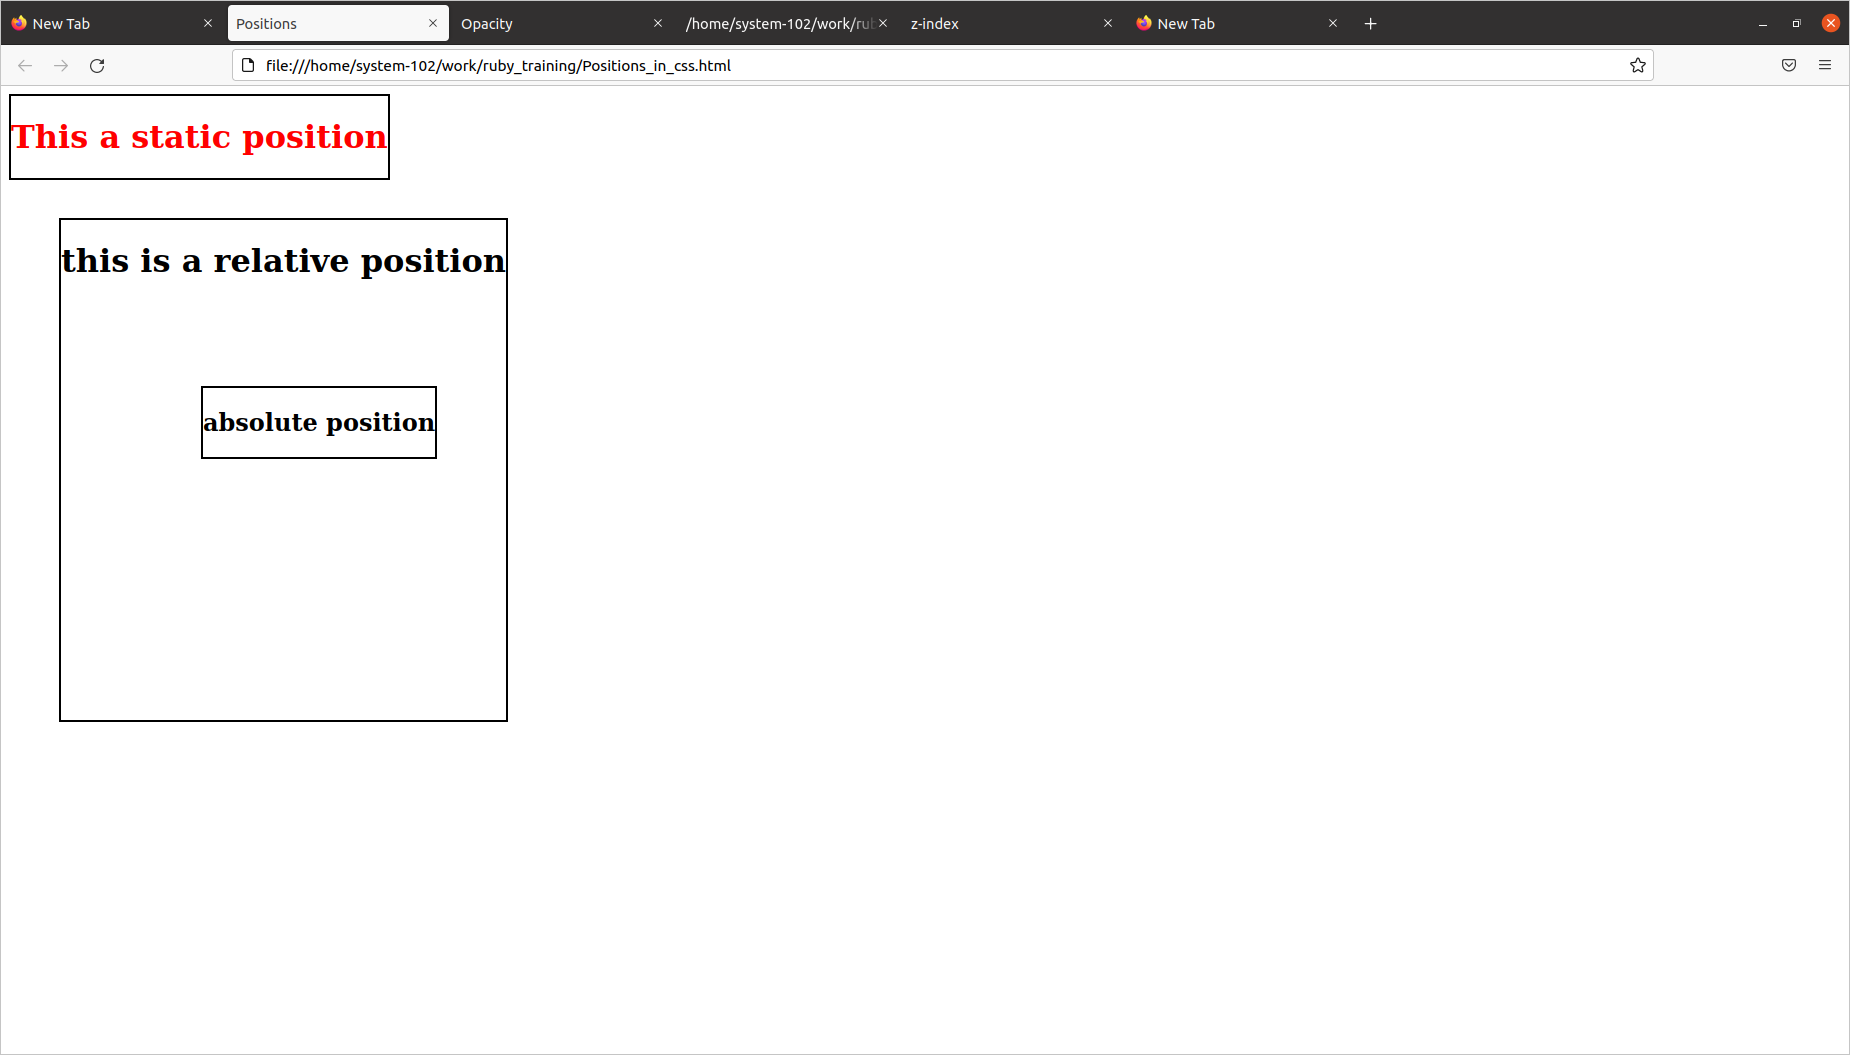 New Tab
Positions
Opacity
/home/system-102/work/rub
z-index
New Tab
file:///home/system-102/work/ruby_training/Positions_in_css.html
This a static position
this is a relative position
absolute position